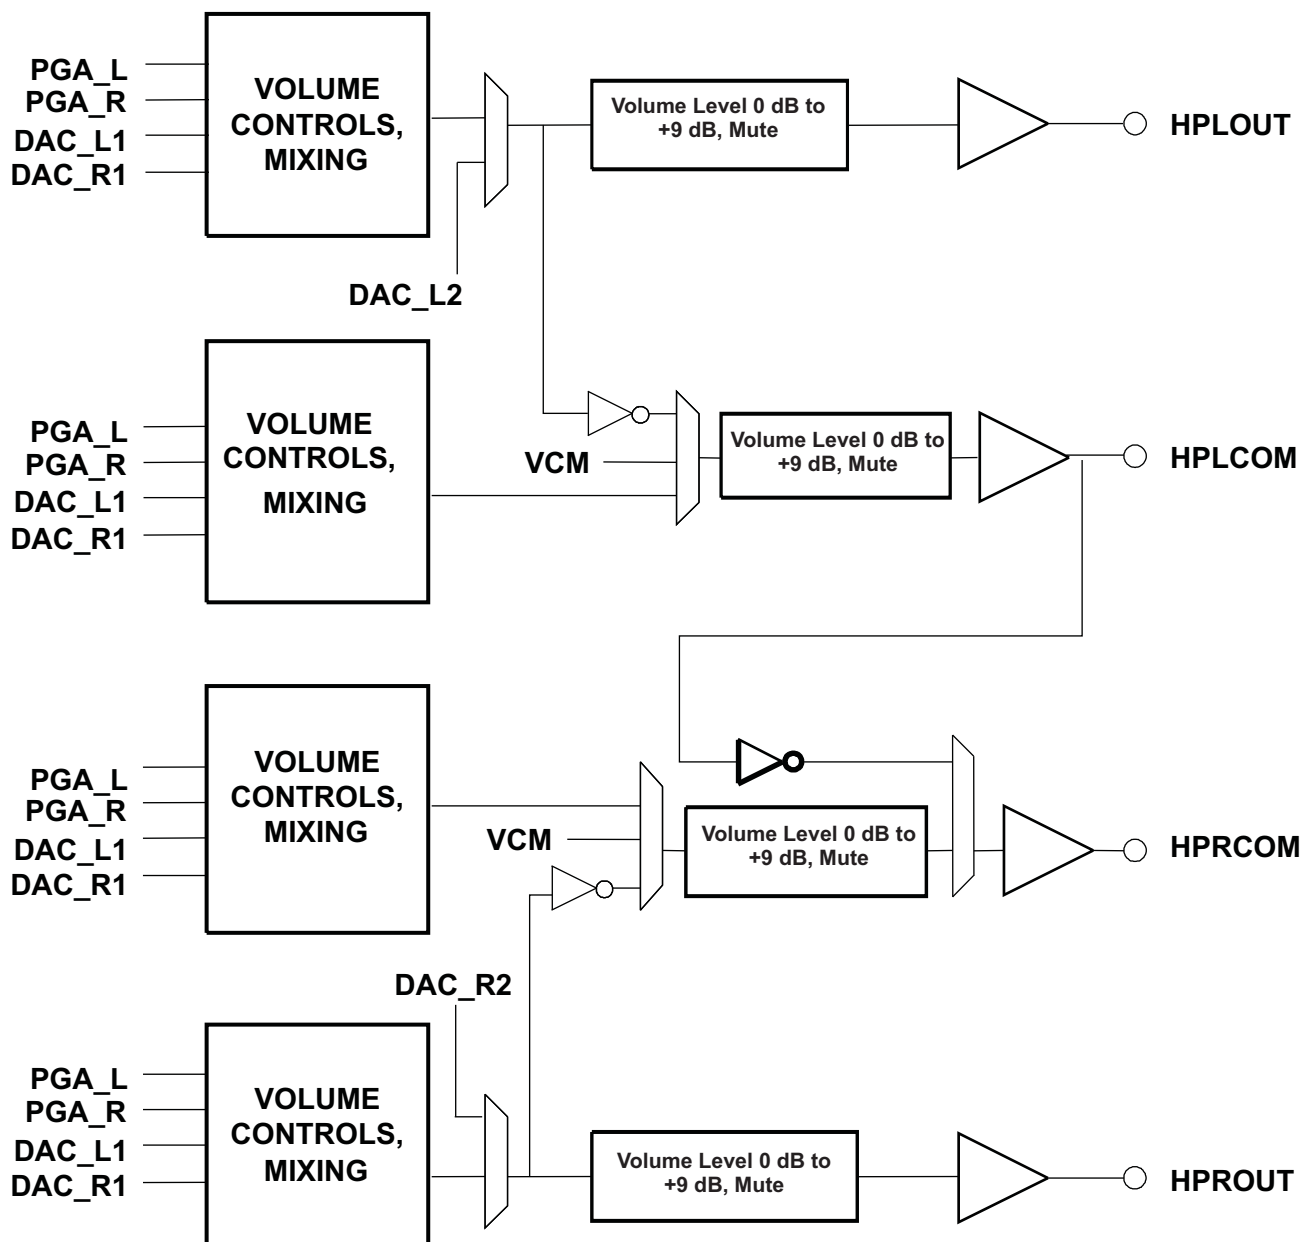 PGA_L
PGA_R
DAC_L1
DAC_R1
VOLUME
CONTROLS,
MIXING
DAC_L2
Volume Level 0 dB to
+9 dB, Mute
HPLOUT
PGA_L
PGA_R
DAC_L1
DAC_R1
VOLUME
CONTROLS,
MIXING
VCM
Volume Level 0 dB to
+9 dB, Mute
HPLCOM
PGA_L
PGA_R
DAC_L1
DAC_R1
VOLUME
CONTROLS,
MIXING
VCM
Volume Level 0 dB to
+9 dB, Mute
HPRCOM
DAC_R2
PGA_L
PGA_R
DAC_L1
DAC_R1
VOLUME
CONTROLS,
MIXING
Volume Level 0 dB to
+9 dB, Mute
HPROUT